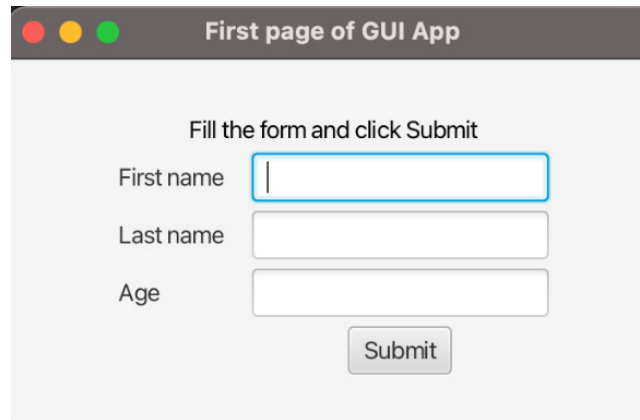 First page of GUI App
Fill the form and click Submit
First name
Last name
Age
Submit